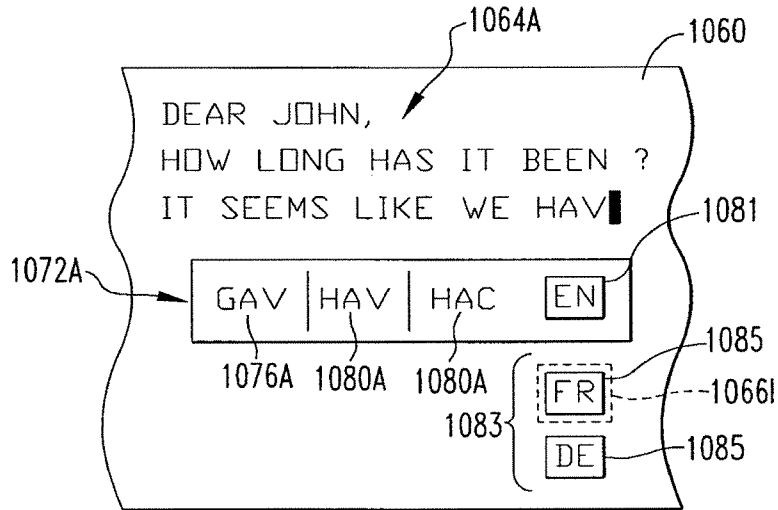 1064A
1060
DEAR JOHN,
HOW LONG HAS IT BEEN ?
IT SEEMS LIKE WE HAV
1081
1072A
GAV HAV HAC EN
1076A 1080A 1080A
1085
FR
1066b
1083
DE
1085